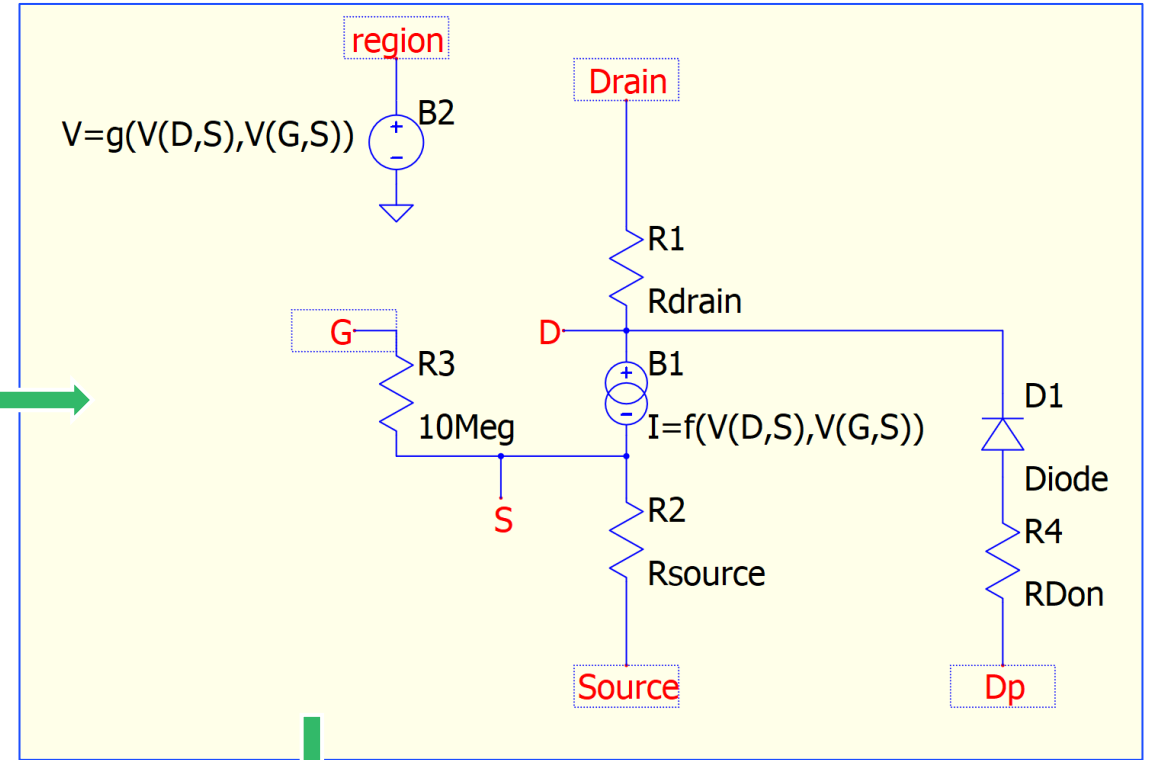 region
B2
V=g(V(D,S),V(G,S))
+
−
Drain
R1
Rdrain
G
D
R3
10Meg
B1
+
−
I=f(V(D,S),V(G,S))
D1
Diode
S
R2
Rsource
R4
RDon
Source
Dp